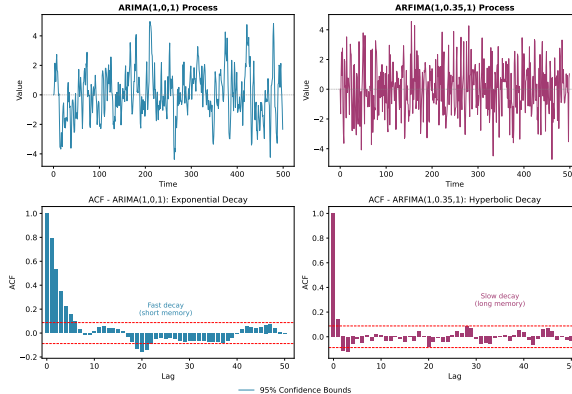 ARIMA(1,0,1) Process
4
2
0
−2
−4
Value
0
100
200
300
400
500
Time
ARFIMA(1,0.35,1) Process
4
2
0
−2
−4
Value
0
100
200
300
400
500
Time
ACF - ARIMA(1,0,1): Exponential Decay
1.0
0.8
0.6
0.4
0.2
0.0
−0.2
ACF
Fast decay
(short memory)
0
10
20
30
40
50
Lag
ACF - ARFIMA(1,0.35,1): Hyperbolic Decay
1.0
0.8
0.6
0.4
0.2
0.0
−0.2
ACF
Slow decay
(long memory)
0
10
20
30
40
50
Lag
95% Confidence Bounds